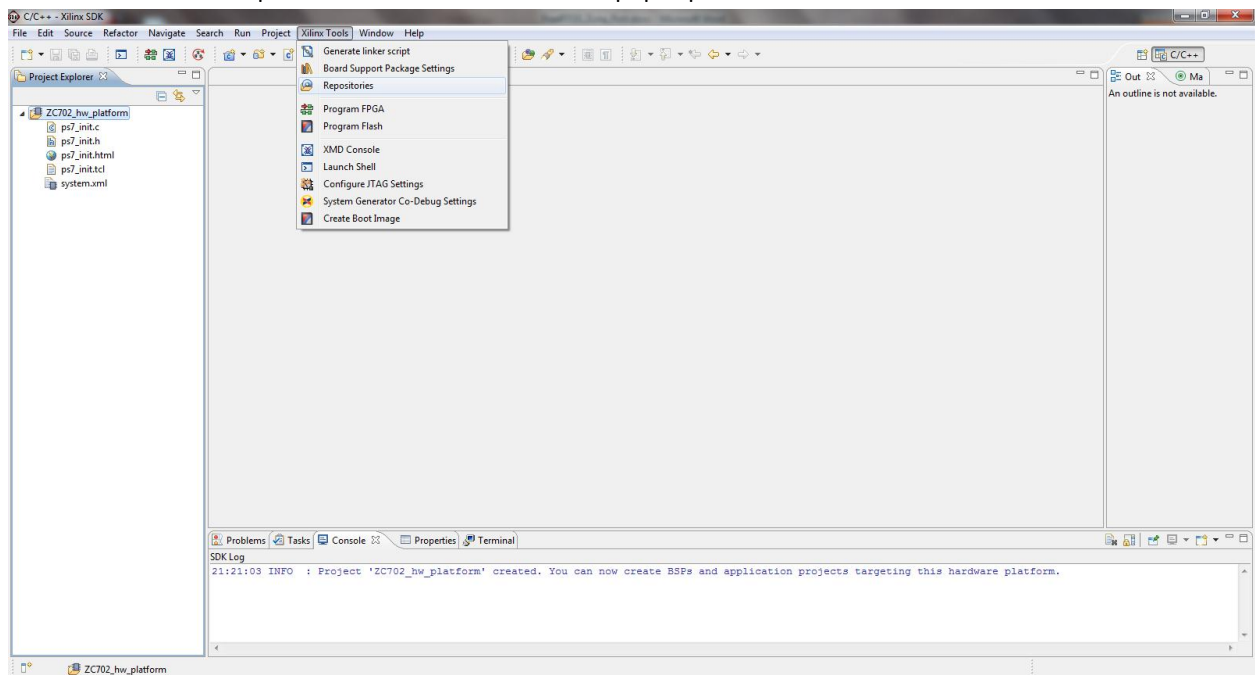 C/C++ - Xilinx SDK
File Edit Source Refactor Navigate Search Run Project Xilinx Tools Window Help
C/C++
Generate linker script
Board Support Package Settings
Repositories
Program FPGA
Program Flash
XMD Console
Launch Shell
Configure JTAG Settings
System Generator Co-Debug Settings
Create Boot Image
Project Explorer
ZC702_hw_platform
ps7_init.c
ps7_init.h
ps7_init.html
ps7_init.tcl
system.xml
Out Ma
An outline is not available.
Problems Tasks Console Properties Terminal
SDK Log
21:21:03 INFO : Project 'ZC702_hw_platform' created. You can now create BSPs and application projects targeting this hardware platform.
ZC702_hw_platform